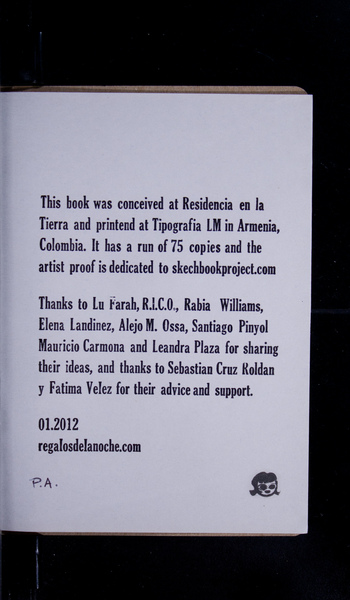 This book was conceived at Residencia en la
Tierra and printend at Tipografia LM in Armenia,
Colombia. It has a run of 75 copies and the
artist proof is dedicated to skechbookproject.com
Thanks to Lu Farah, R.I.C.O., Rabia Williams,
Elena Landinez, Alejo M. Ossa, Santiago Pinyol
Mauricio Carmona and Leandra Plaza for sharing
their ideas, and thanks to Sebastian Cruz Roldan
y Fatima Velez for their advice and support.
01.2012
regalosdelanoche.com
P.A.